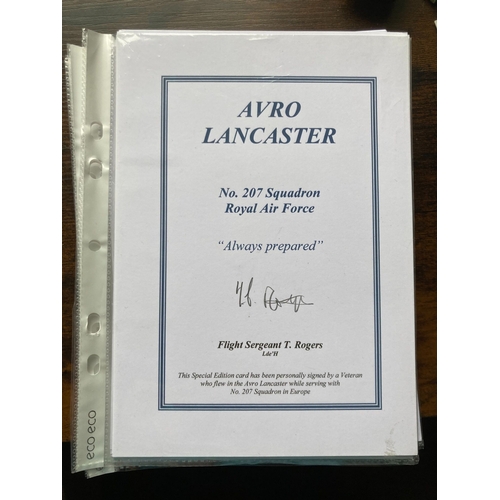 AVRO
LANCASTER
No. 207 Squadron
Royal Air Force
“Always prepared”
Flight Sergeant T. Rogers
Lde'H
This Special Edition card has been personally signed by a Veteran
who flew in the Avro Lancaster while serving with
No. 207 Squadron in Europe
eco eco